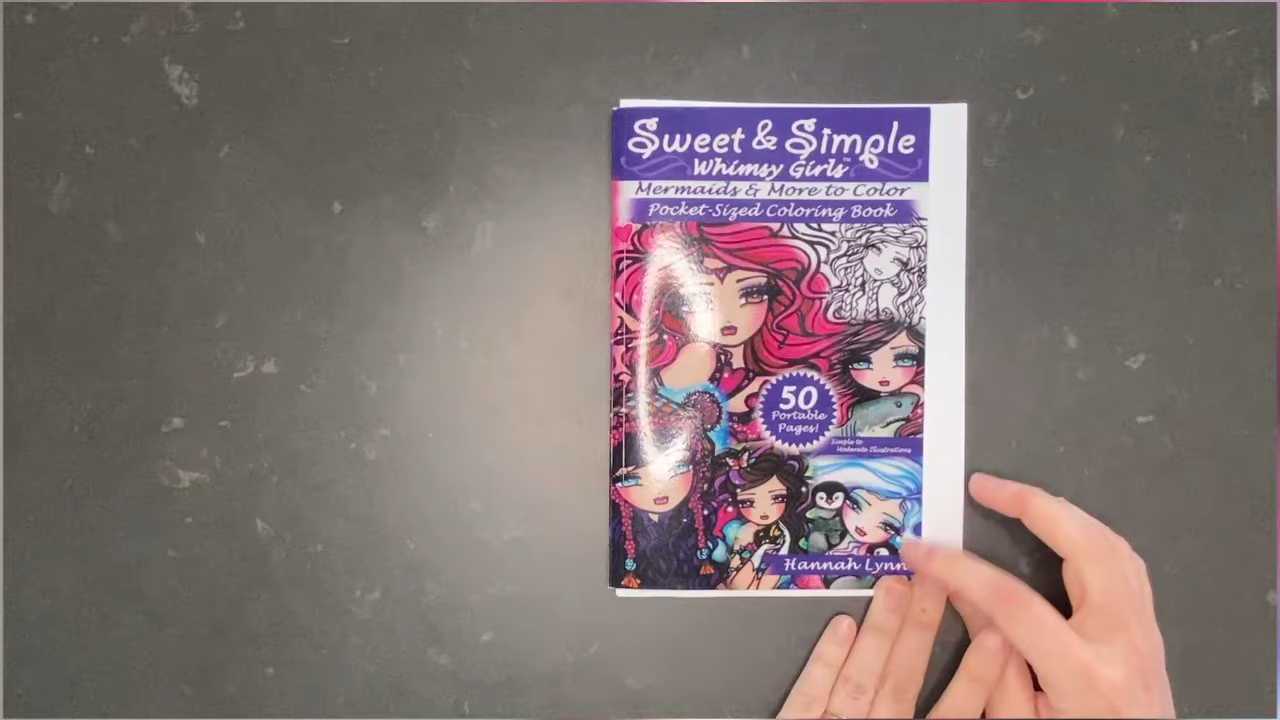 Sweet & Simple
Whimsy Girls™
Mermaids & More to Color
Pocket-Sized Coloring Book
50
Portable
Pages!
Simple to
Moderate Illustrations
Hannah Lynn